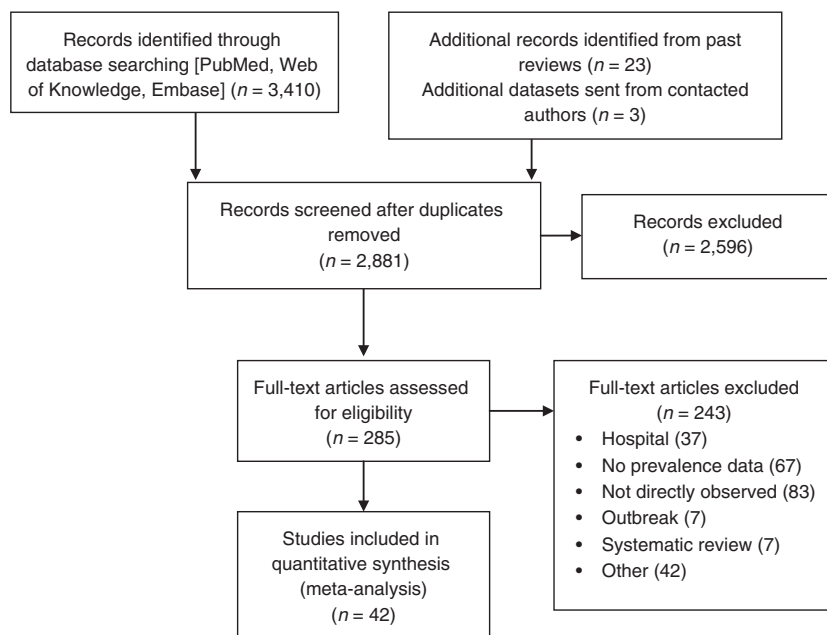 Records identified through
database searching [PubMed, Web
of Knowledge, Embase] (n = 3,410)
Additional records identified from past
reviews (n = 23)
Additional datasets sent from contacted
authors (n = 3)
Records screened after duplicates
removed
(n = 2,881)
Records excluded
(n = 2,596)
Full-text articles assessed
for eligibility
(n = 285)
Full-text articles excluded
(n = 243)
• Hospital (37)
• No prevalence data (67)
• Not directly observed (83)
• Outbreak (7)
• Systematic review (7)
• Other (42)
Studies included in
quantitative synthesis
(meta-analysis)
(n = 42)